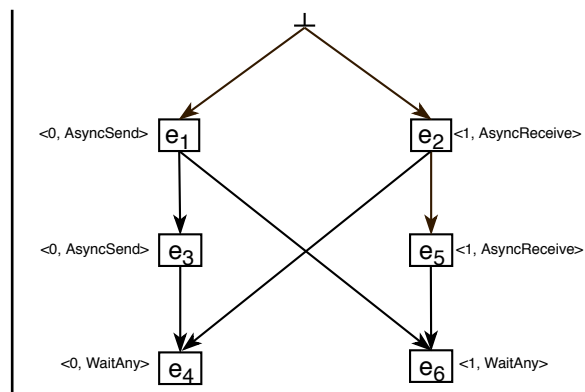 ⊥
<0, AsyncSend> e1 e2 <1, AsyncReceive>
<0, AsyncSend> e3 e5 <1, AsyncReceive>
<0, WaitAny> e4 e6 <1, WaitAny>